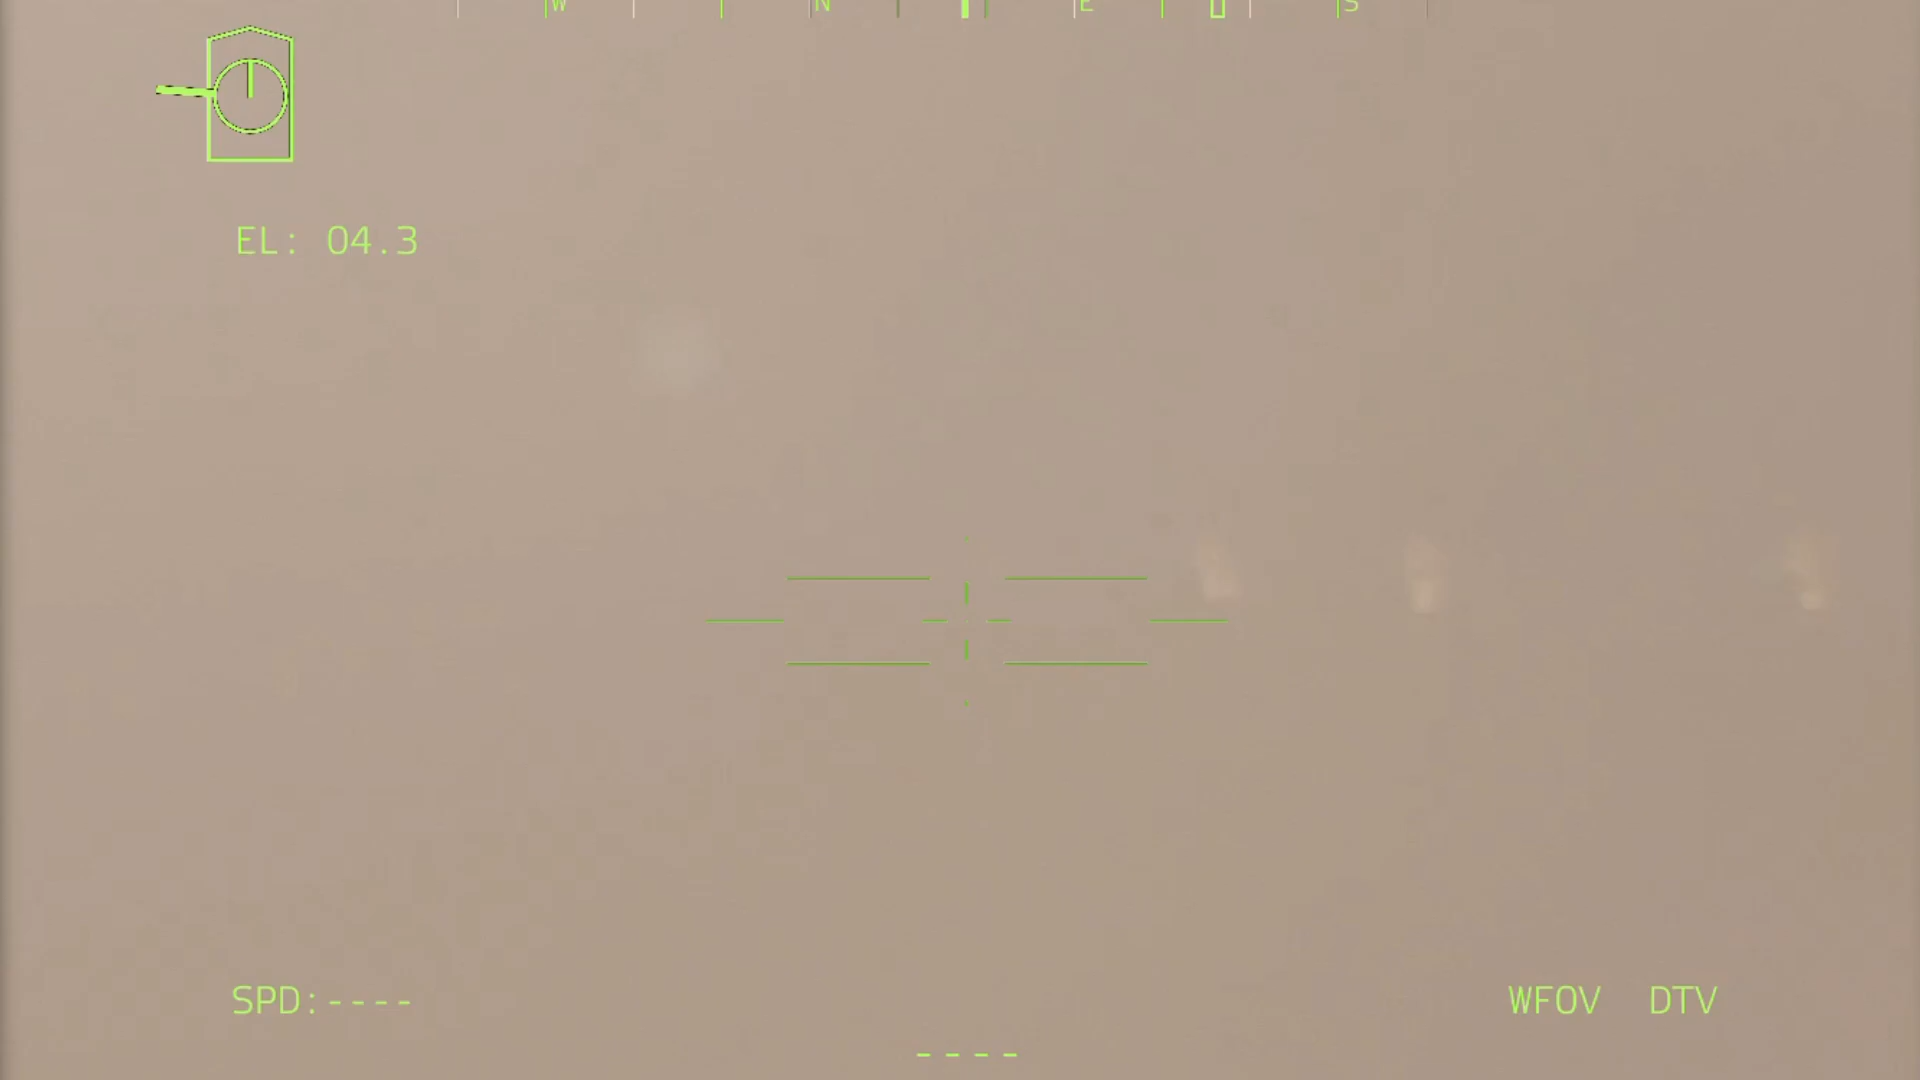 W N E S
EL: 04.3
SPD:----
WFOV DTV
----